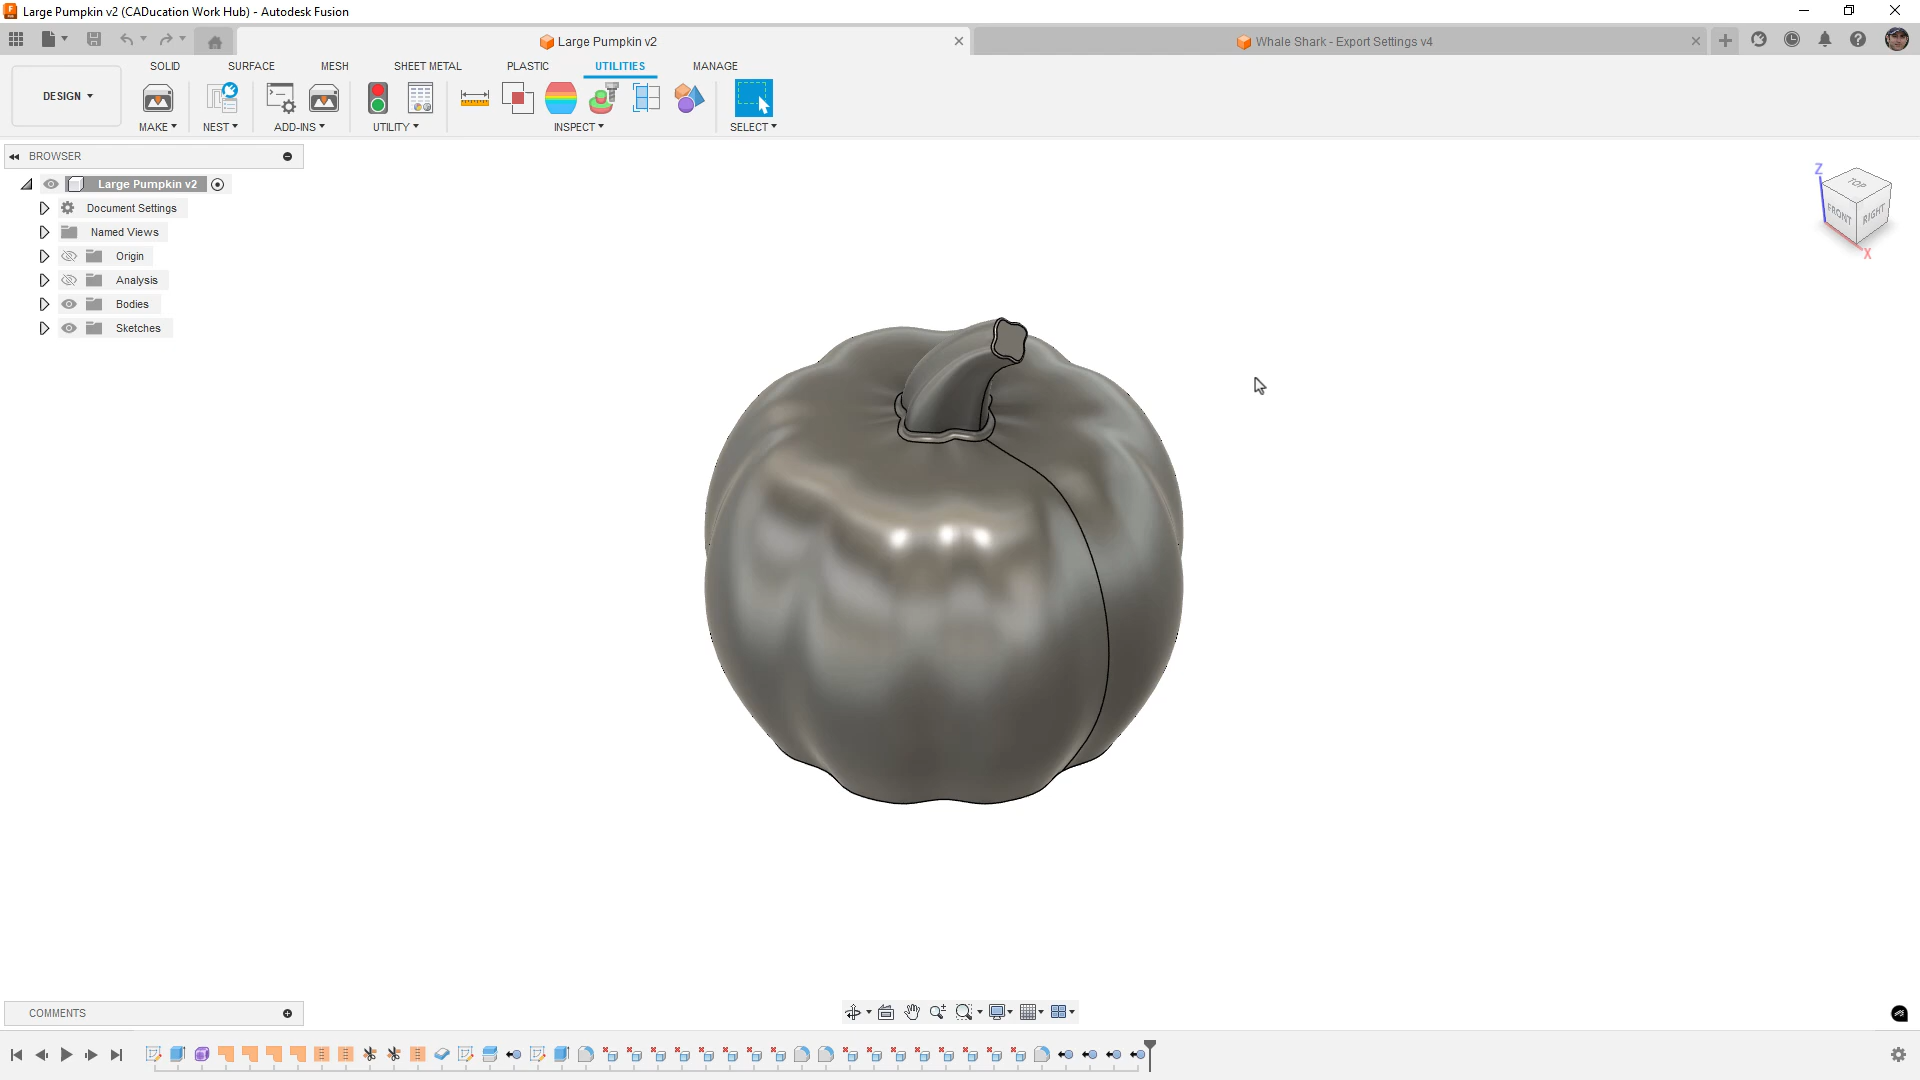 Large Pumpkin v2 (CADucation Work Hub) - Autodesk Fusion
Large Pumpkin v2
Whale Shark - Export Settings v4
SOLID
SURFACE
MESH
SHEET METAL
PLASTIC
UTILITIES
MANAGE
DESIGN
MAKE
NEST
ADD-INS
UTILITY
INSPECT
SELECT
BROWSER
Large Pumpkin v2
Document Settings
Named Views
Origin
Analysis
Bodies
Sketches
Z
TOP
FRONT
RIGHT
X
COMMENTS